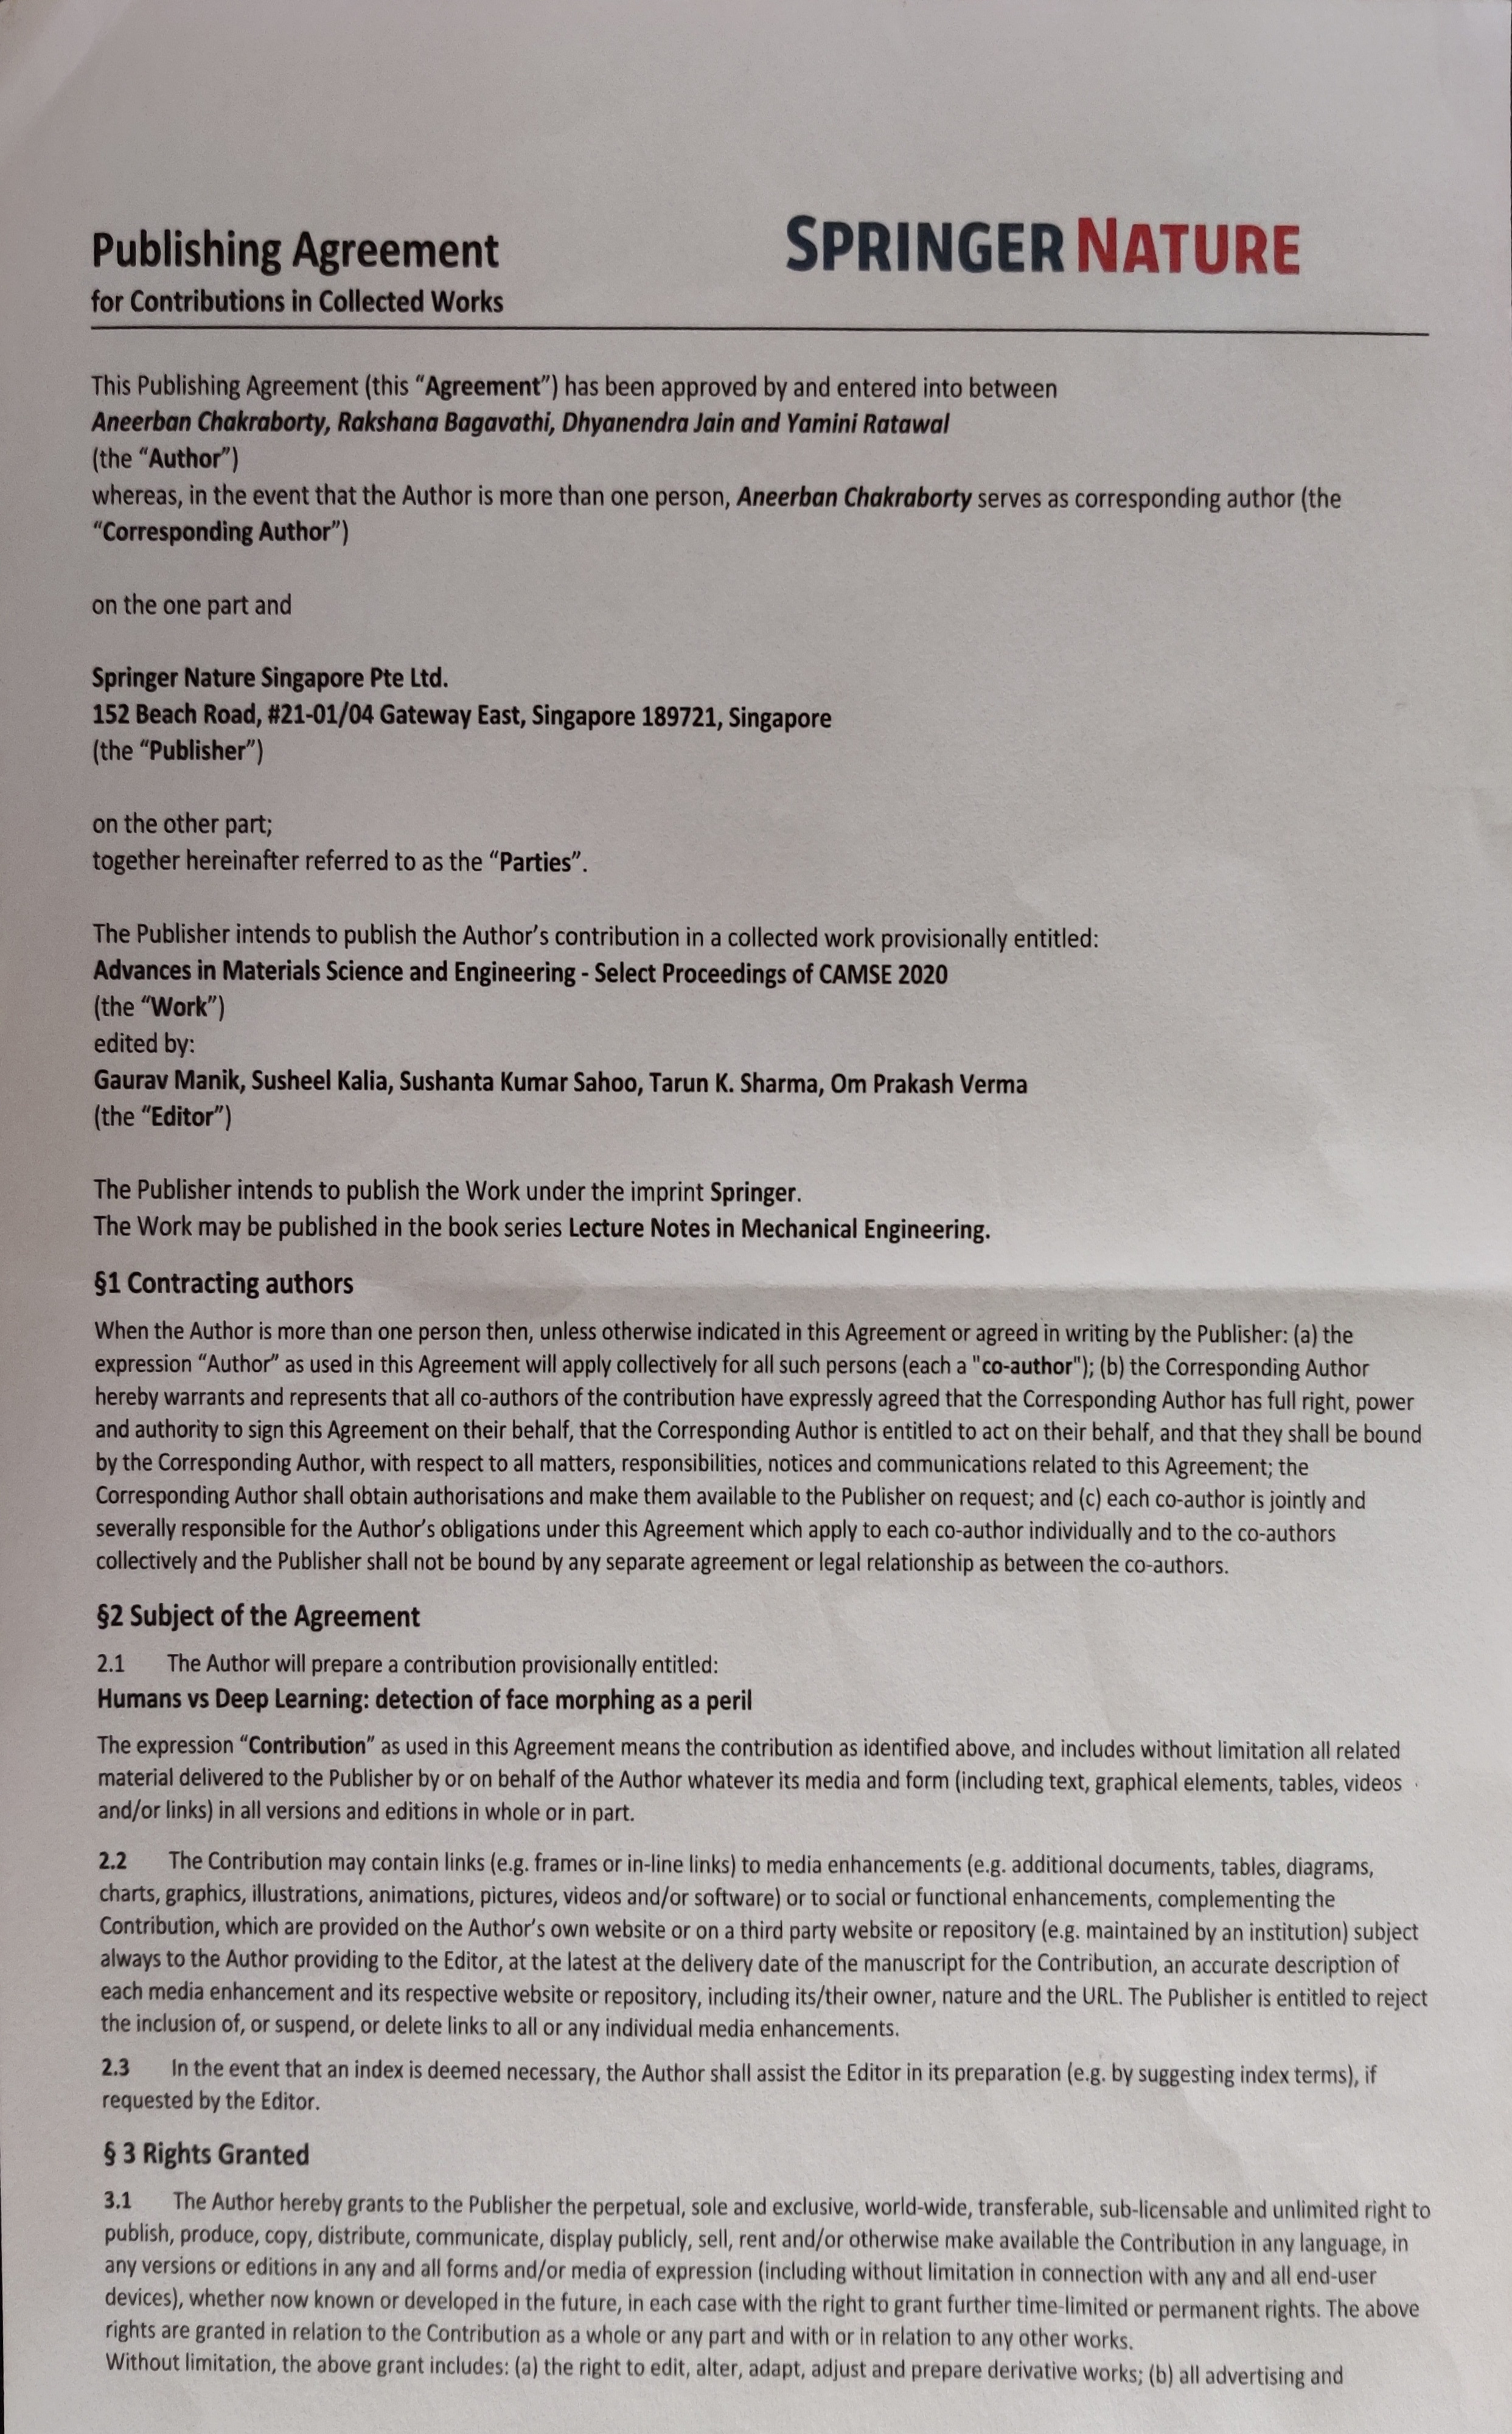 Publishing Agreement
SPRINGER NATURE
for Contributions in Collected Works
This Publishing Agreement (this “Agreement”) has been approved by and entered into between
Aneerban Chakraborty, Rakshana Bagavathi, Dhyanendra Jain and Yamini Ratawal
(the “Author”)
whereas, in the event that the Author is more than one person, Aneerban Chakraborty serves as corresponding author (the
“Corresponding Author”)
on the one part and
Springer Nature Singapore Pte Ltd.
152 Beach Road, #21-01/04 Gateway East, Singapore 189721, Singapore
(the “Publisher”)
on the other part;
together hereinafter referred to as the “Parties”.
The Publisher intends to publish the Author’s contribution in a collected work provisionally entitled:
Advances in Materials Science and Engineering - Select Proceedings of CAMSE 2020
(the “Work”)
edited by:
Gaurav Manik, Susheel Kalia, Sushanta Kumar Sahoo, Tarun K. Sharma, Om Prakash Verma
(the “Editor”)
The Publisher intends to publish the Work under the imprint Springer.
The Work may be published in the book series Lecture Notes in Mechanical Engineering.
§1 Contracting authors
When the Author is more than one person then, unless otherwise indicated in this Agreement or agreed in writing by the Publisher: (a) the
expression “Author” as used in this Agreement will apply collectively for all such persons (each a "co-author"); (b) the Corresponding Author
hereby warrants and represents that all co-authors of the contribution have expressly agreed that the Corresponding Author has full right, power
and authority to sign this Agreement on their behalf, that the Corresponding Author is entitled to act on their behalf, and that they shall be bound
by the Corresponding Author, with respect to all matters, responsibilities, notices and communications related to this Agreement; the
Corresponding Author shall obtain authorisations and make them available to the Publisher on request; and (c) each co-author is jointly and
severally responsible for the Author’s obligations under this Agreement which apply to each co-author individually and to the co-authors
collectively and the Publisher shall not be bound by any separate agreement or legal relationship as between the co-authors.
§2 Subject of the Agreement
2.1 The Author will prepare a contribution provisionally entitled:
Humans vs Deep Learning: detection of face morphing as a peril
The expression “Contribution” as used in this Agreement means the contribution as identified above, and includes without limitation all related
material delivered to the Publisher by or on behalf of the Author whatever its media and form (including text, graphical elements, tables, videos
and/or links) in all versions and editions in whole or in part.
2.2 The Contribution may contain links (e.g. frames or in-line links) to media enhancements (e.g. additional documents, tables, diagrams,
charts, graphics, illustrations, animations, pictures, videos and/or software) or to social or functional enhancements, complementing the
Contribution, which are provided on the Author’s own website or on a third party website or repository (e.g. maintained by an institution) subject
always to the Author providing to the Editor, at the latest at the delivery date of the manuscript for the Contribution, an accurate description of
each media enhancement and its respective website or repository, including its/their owner, nature and the URL. The Publisher is entitled to reject
the inclusion of, or suspend, or delete links to all or any individual media enhancements.
2.3 In the event that an index is deemed necessary, the Author shall assist the Editor in its preparation (e.g. by suggesting index terms), if
requested by the Editor.
§ 3 Rights Granted
3.1 The Author hereby grants to the Publisher the perpetual, sole and exclusive, world-wide, transferable, sub-licensable and unlimited right to
publish, produce, copy, distribute, communicate, display publicly, sell, rent and/or otherwise make available the Contribution in any language, in
any versions or editions in any and all forms and/or media of expression (including without limitation in connection with any and all end-user
devices), whether now known or developed in the future, in each case with the right to grant further time-limited or permanent rights. The above
rights are granted in relation to the Contribution as a whole or any part and with or in relation to any other works.
Without limitation, the above grant includes: (a) the right to edit, alter, adapt, adjust and prepare derivative works; (b) all advertising and